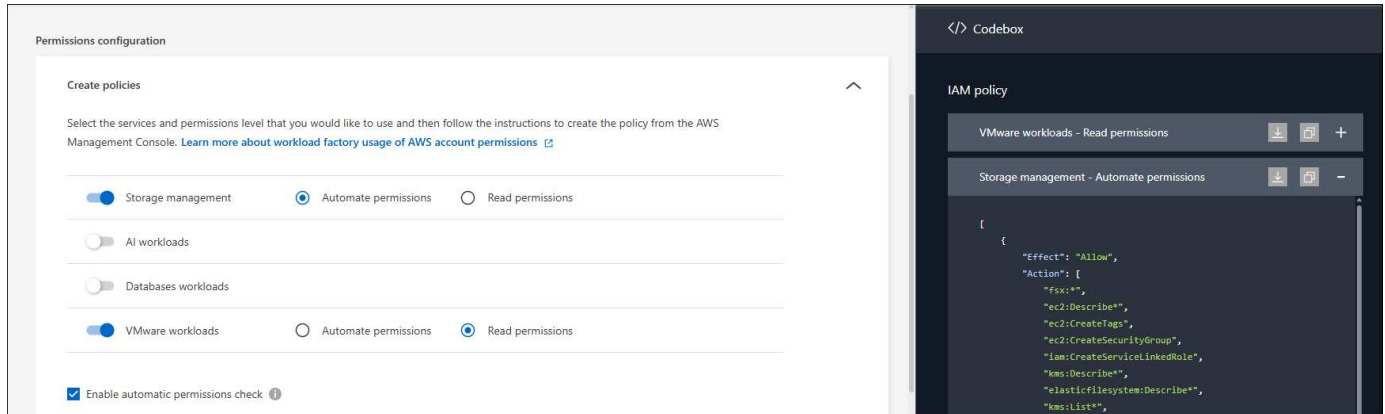 Permissions configuration
Create policies
Select the services and permissions level that you would like to use and then follow the instructions to create the policy from the AWS
Management Console. Learn more about workload factory usage of AWS account permissions
Storage management Automate permissions Read permissions
AI workloads
Databases workloads
VMware workloads Automate permissions Read permissions
Enable automatic permissions check
</> Codebox
IAM policy
VMware workloads - Read permissions
Storage management - Automate permissions
[
{
"Effect": "Allow",
"Action": [
"fsx:*",
"ec2:Describe*",
"ec2:CreateTags",
"ec2:CreateSecurityGroup",
"iam:CreateServiceLinkedRole",
"kms:Describe*",
"elasticfilesystem:Describe*",
"kms:List*",